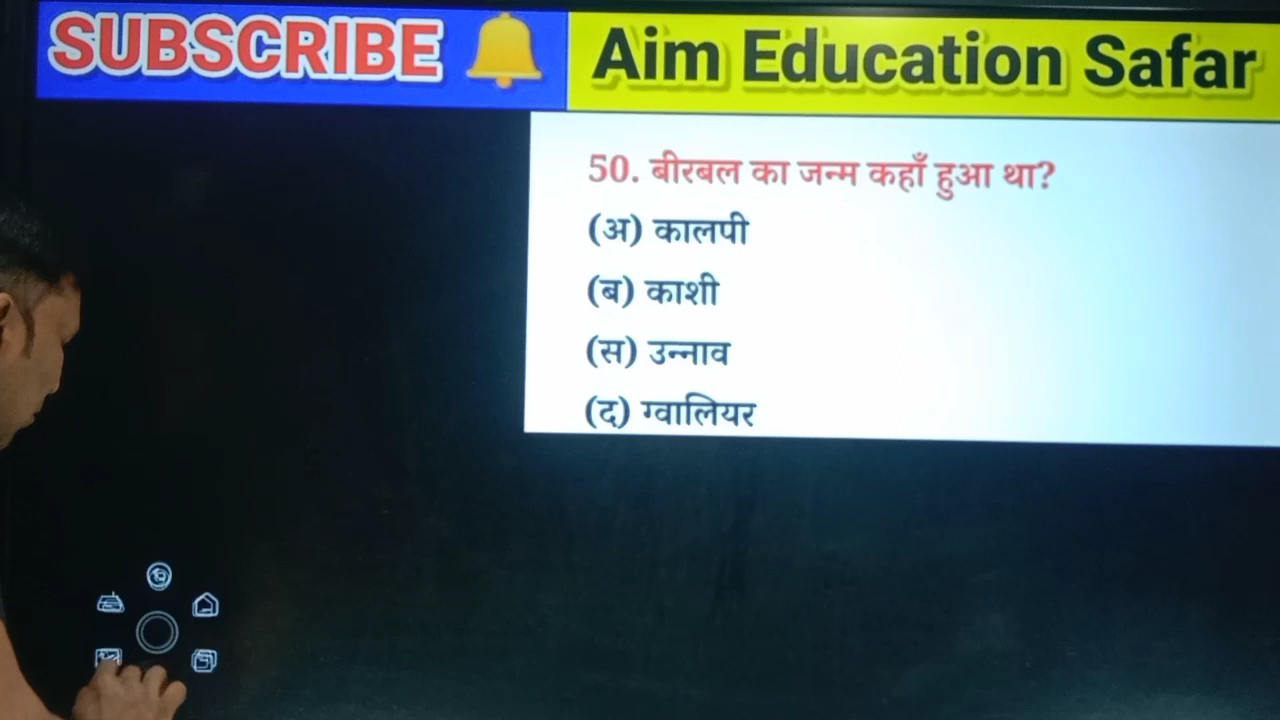 SUBSCRIBE
Aim Education Safar
50. बीरबल का जन्म कहाँ हुआ था?
(अ) कालपी
(ब) काशी
(स) उन्नाव
(द) ग्वालियर